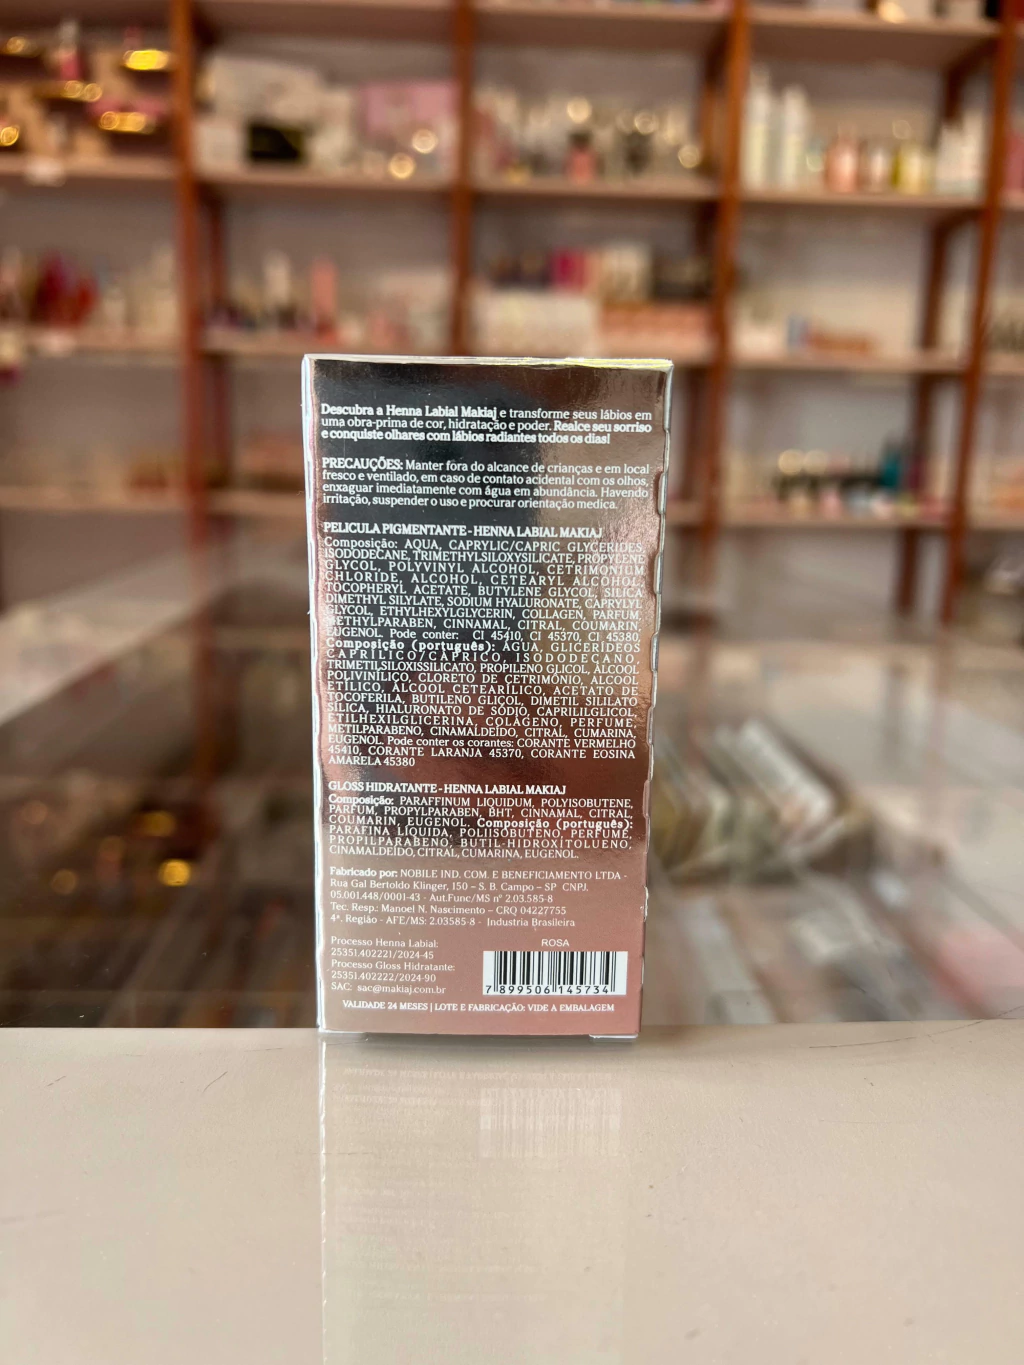 Descubra a Henna Labial Makiaj e transforme seus lábios em
uma obra-prima de cor, hidratação e poder. Realce seu sorriso
e conquiste olhares com lábios radiantes todos os dias!
PRECAUÇÕES: Manter fora do alcance de crianças e em local
fresco e ventilado, em caso de contato acidental com os olhos,
enxaguar imediatamente com água em abundância. Havendo
irritação, suspender o uso e procurar orientação medica.
PELICULA PIGMENTANTE - HENNA LABIAL MAKIAJ
Composição: AQUA, CAPRYLIC/CAPRIC GLYCERIDES,
ISODODECANE, TRIMETHYLSILOXYSILICATE, PROPYLENE
GLYCOL, POLYVINYL ALCOHOL, CETRIMONIUM
CHLORIDE, ALCOHOL, CETEARYL ALCOHOL,
TOCOPHERYL ACETATE, BUTYLENE GLYCOL, SILICA
DIMETHYL SILYLATE, SODIUM HYALURONATE, CAPRYLYL
GLYCOL, ETHYLHEXYLGLYCERIN, COLLAGEN, PARFUM,
METHYLPARABEN, CINNAMAL, CITRAL, COUMARIN,
EUGENOL. Pode conter: CI 45410, CI 45370, CI 45380.
Composição (português): ÁGUA, GLICERÍDEOS
CAPRÍLICO/CÁPRICO, ISODODECANO,
TRIMETILSILOXISSILICATO, PROPILENO GLICOL, ÁLCOOL
POLIVINÍLICO, CLORETO DE CETRIMÔNIO, ÁLCOOL
ETÍLICO, ÁLCOOL CETEARÍLICO, ACETATO DE
TOCOFERILA, BUTILENO GLICOL, DIMETIL SILILATO
SÍLICA, HIALURONATO DE SÓDIO, CAPRILILGLICOL,
ETILHEXILGLICERINA, COLÁGENO, PERFUME,
METILPARABENO, CINAMALDEÍDO, CITRAL, CUMARINA,
EUGENOL. Pode conter os corantes: CORANTE VERMELHO
45410, CORANTE LARANJA 45370, CORANTE EOSINA
AMARELA 45380
GLOSS HIDRATANTE - HENNA LABIAL MAKIAJ
Composição: PARAFFINUM LIQUIDUM, POLYISOBUTENE,
PARFUM, PROPYLPARABEN, BHT, CINNAMAL, CITRAL,
COUMARIN, EUGENOL. Composição (português):
PARAFINA LÍQUIDA, POLIISOBUTENO, PERFUME,
PROPILPARABENO, BUTIL-HIDROXITOLUENO,
CINAMALDEÍDO, CITRAL, CUMARINA, EUGENOL.
Fabricado por: NOBILE IND. COM. E BENEFICIAMENTO LTDA -
Rua Gal Bertoldo Klinger, 150 – S. B. Campo – SP CNPJ.
05.001.448/0001-43 - Aut.Func/MS nº 2.03.585-8
Tec. Resp.: Manoel N. Nascimento – CRQ 04227755
4ª. Região - AFE/MS: 2.03585-8 - Industria Brasileira
Processo Henna Labial:
25351.402221/2024-45
Processo Gloss Hidratante:
25351.402222/2024-90
SAC: sac@makiaj.com.br
ROSA
7 899506 145734
VALIDADE 24 MESES | LOTE E FABRICAÇÃO: VIDE A EMBALAGEM